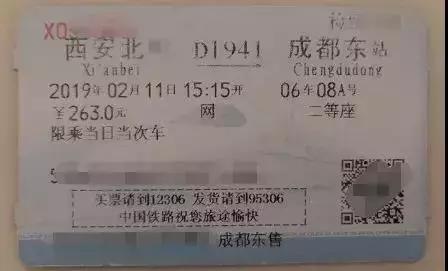 XQ
西安北 D1941 成都东站
Xi'anbei Chengdudong
2019年02月11日 15:15开 06车08A号
￥263.0元 网 二等座
限乘当日当次车
买票请到12306 发货请到95306
中国铁路祝您旅途愉快
成都东售